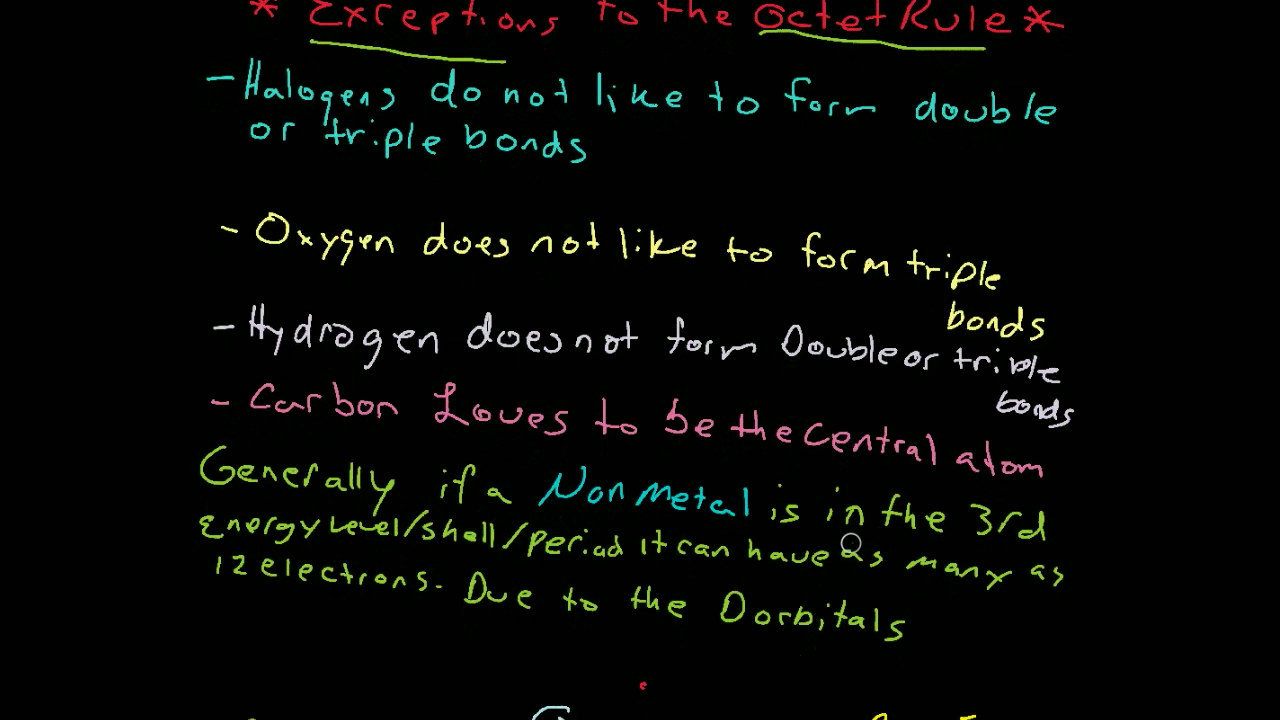 * Exceptions to the Octet Rule *
- Halogens do not like to form double
or triple bonds
- Oxygen does not like to form triple
bonds
- Hydrogen does not form Double or triple
bonds
- Carbon Loves to be the central atom
Generally if a Non Metal is in the 3rd
Energy Level/shell/period it can have as many as
12 electrons. Due to the D orbitals